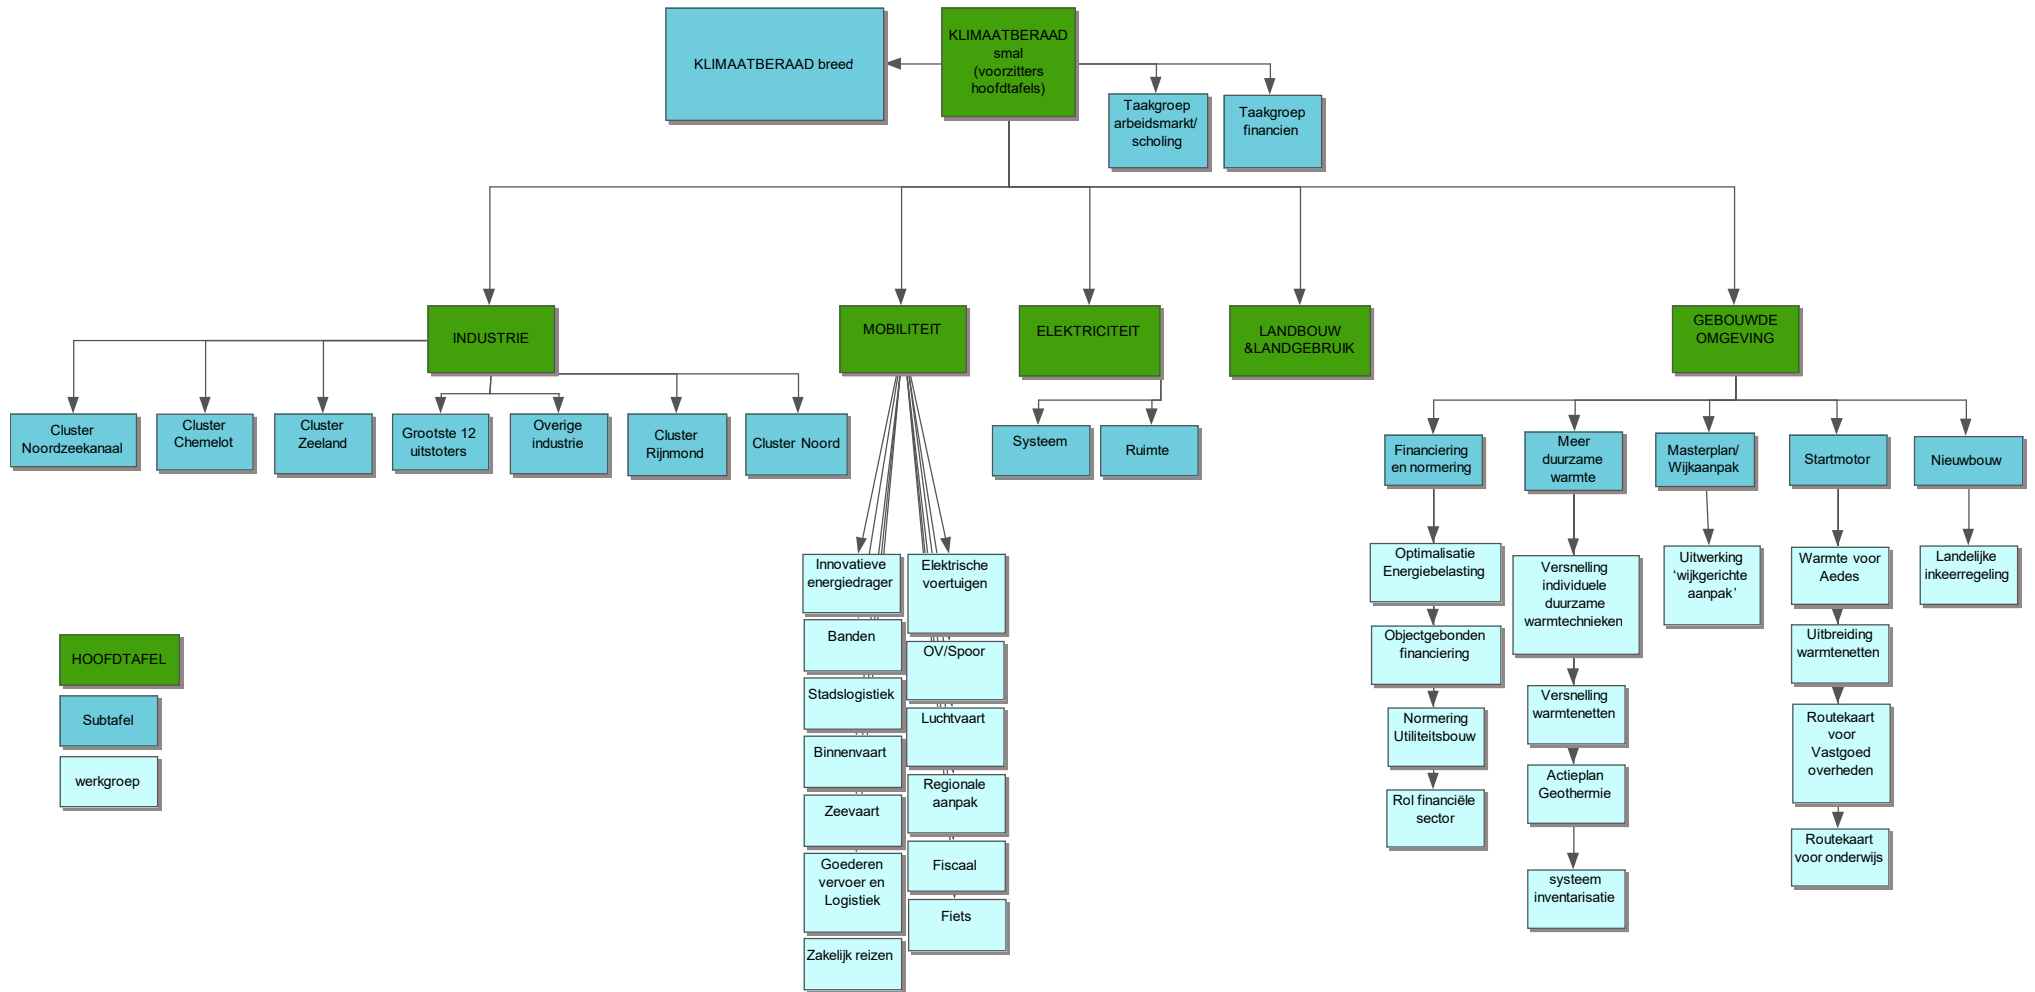 KLIMAATBERAAD breed
KLIMAATBERAAD
smal
(voorzitters
hoofdtafels)
Taakgroep
arbeidsmarkt/
scholing
Taakgroep
financien
INDUSTRIE
MOBILITEIT
ELEKTRICITEIT
LANDBOUW
&LANDGEBRUIK
GEBOUWDE
OMGEVING
Cluster
Noordzeekanaal
Cluster
Chemelot
Cluster
Zeeland
Grootste 12
uitstoters
Overige
industrie
Cluster
Rijnmond
Cluster Noord
Systeem
Ruimte
Financiering
en normering
Meer
duurzame
warmte
Masterplan/
Wijkaanpak
Startmotor
Nieuwbouw
Innovatieve
energiedrager
Banden
Stadslogistiek
Binnenvaart
Zeevaart
Goederen
vervoer en
Logistiek
Zakelijk reizen
Elektrische
voertuigen
OV/Spoor
Luchtvaart
Regionale
aanpak
Fiscaal
Fiets
Optimalisatie
Energiebelasting
Objectgebonden
financiering
Normering
Utiliteitsbouw
Rol financiële
sector
Versnelling
individuele
duurzame
warmtechnieken
Versnelling
warmtenetten
Actieplan
Geothermie
systeem
inventarisatie
Uitwerking
‘wijkgerichte
aanpak’
Warmte voor
Aedes
Uitbreiding
warmtenetten
Routekaart
voor
Vastgoed
overheden
Routekaart
voor onderwijs
Landelijke
inkeerregeling
HOOFDTAFEL
Subtafel
werkgroep